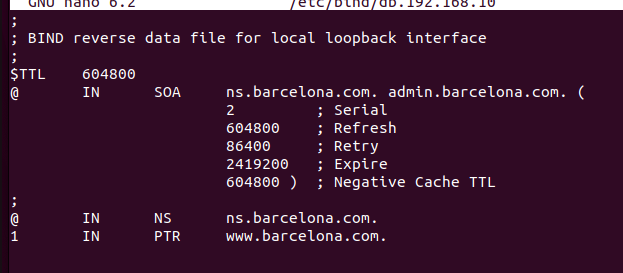 GNU nano 6.2 /etc/bind/db.192.168.10
;
; BIND reverse data file for local loopback interface
;
$TTL 604800
@ IN SOA ns.barcelona.com. admin.barcelona.com. (
2 ; Serial
604800 ; Refresh
86400 ; Retry
2419200 ; Expire
604800 ) ; Negative Cache TTL
;
@ IN NS ns.barcelona.com.
1 IN PTR www.barcelona.com.